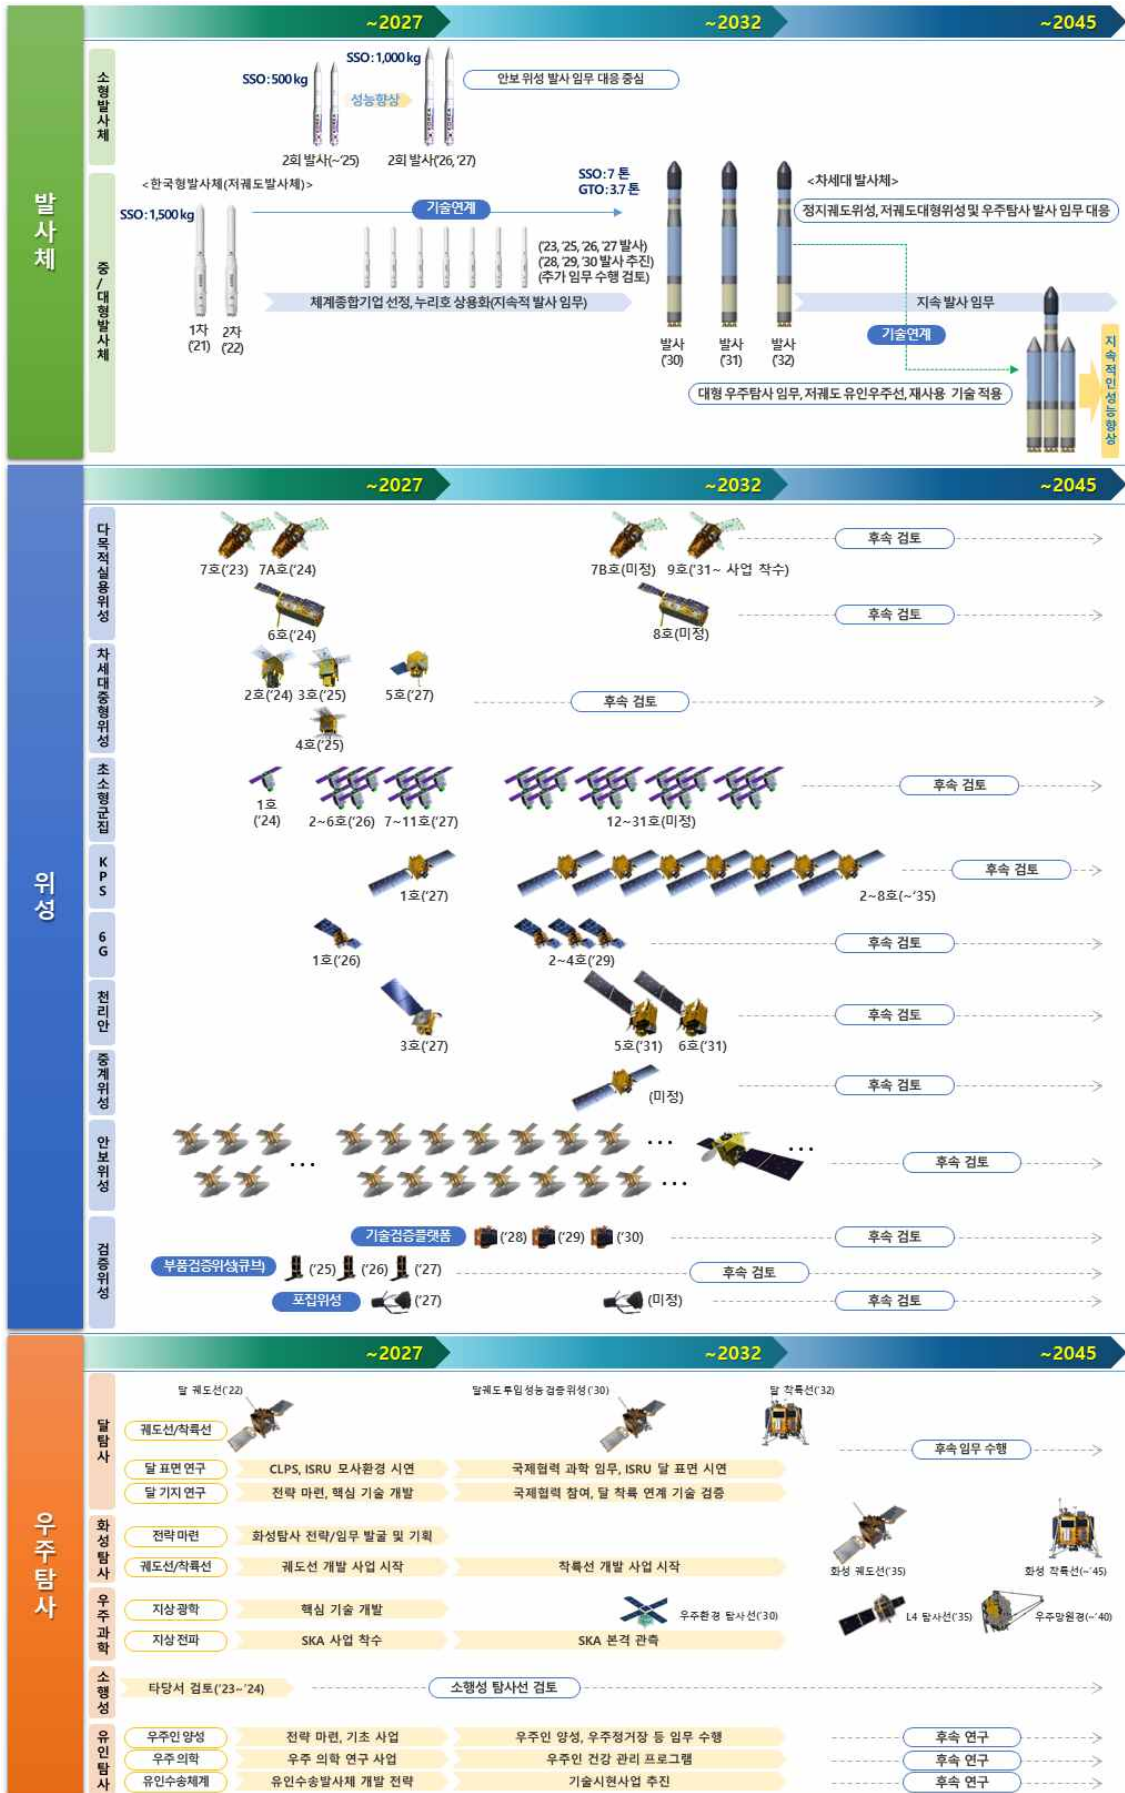 발사체
~2027
~2032
~2045
소형발사체
SSO : 500 kg
SSO : 1,000 kg
성능향상
안보 위성 발사 임무 대응 중심
2회 발사(~'25)
2회 발사('26, '27)
중/대형발사체
<한국형발사체(저궤도발사체)>
SSO : 1,500 kg
기술연계
SSO : 7 톤
GTO : 3.7 톤
<차세대 발사체>
정지궤도위성, 저궤도대형위성 및 우주탐사 발사 임무 대응
('23, '25, '26, '27 발사)
('28, '29, '30 발사 추진)
(추가 임무 수행 검토)
체계종합기업 선정, 누리호 상용화(지속적 발사 임무)
지속 발사 임무
1차
('21)
2차
('22)
발사
('30)
발사
('31)
발사
('32)
기술연계
대형 우주탐사 임무, 저궤도 유인우주선, 재사용 기술 적용
지속적인성능향상
위성
~2027
~2032
~2045
다목적실용위성
7호('23)
7A호('24)
7B호(미정)
9호('31~ 사업 착수)
후속 검토
6호('24)
8호(미정)
후속 검토
차세대중형위성
2호('24)
3호('25)
5호('27)
후속 검토
4호('25)
초소형군집
1호
('24)
2~6호('26)
7~11호('27)
12~31호(미정)
후속 검토
KPS
1호('27)
2~8호(~'35)
후속 검토
6G
1호('26)
2~4호('29)
후속 검토
천리안
3호('27)
5호('31)
6호('31)
후속 검토
중계위성
(미정)
후속 검토
안보위성
...
...
...
...
후속 검토
검증위성
기술검증플랫폼
('28)
('29)
('30)
후속 검토
부품검증위성(큐브)
('25)
('26)
('27)
후속 검토
포집위성
('27)
(미정)
후속 검토
우주탐사
~2027
~2032
~2045
달탐사
달 궤도선('22)
달궤도투입성능검증위성('30)
달 착륙선('32)
궤도선/착륙선
후속 임무 수행
달 표면 연구
CLPS, ISRU 모사환경 시연
국제협력 과학 임무, ISRU 달 표면 시연
달 기지 연구
전략 마련, 핵심 기술 개발
국제협력 참여, 달 착륙 연계 기술 검증
화성탐사
전략 마련
화성탐사 전략/임무 발굴 및 기획
궤도선/착륙선
궤도선 개발 사업 시작
착륙선 개발 사업 시작
화성 궤도선('35)
화성 착륙선(~'45)
우주과학
지상 광학
핵심 기술 개발
우주환경 탐사선('30)
L4 탐사선('35)
우주망원경(~'40)
지상 전파
SKA 사업 착수
SKA 본격 관측
소행성
타당서 검토('23~'24)
소행성 탐사선 검토
유인탐사
우주인 양성
전략 마련, 기초 사업
우주인 양성, 우주정거장 등 임무 수행
후속 연구
우주 의학
우주 의학 연구 사업
우주인 건강 관리 프로그램
후속 연구
유인수송체계
유인수송발사체 개발 전략
기술시현사업 추진
후속 연구